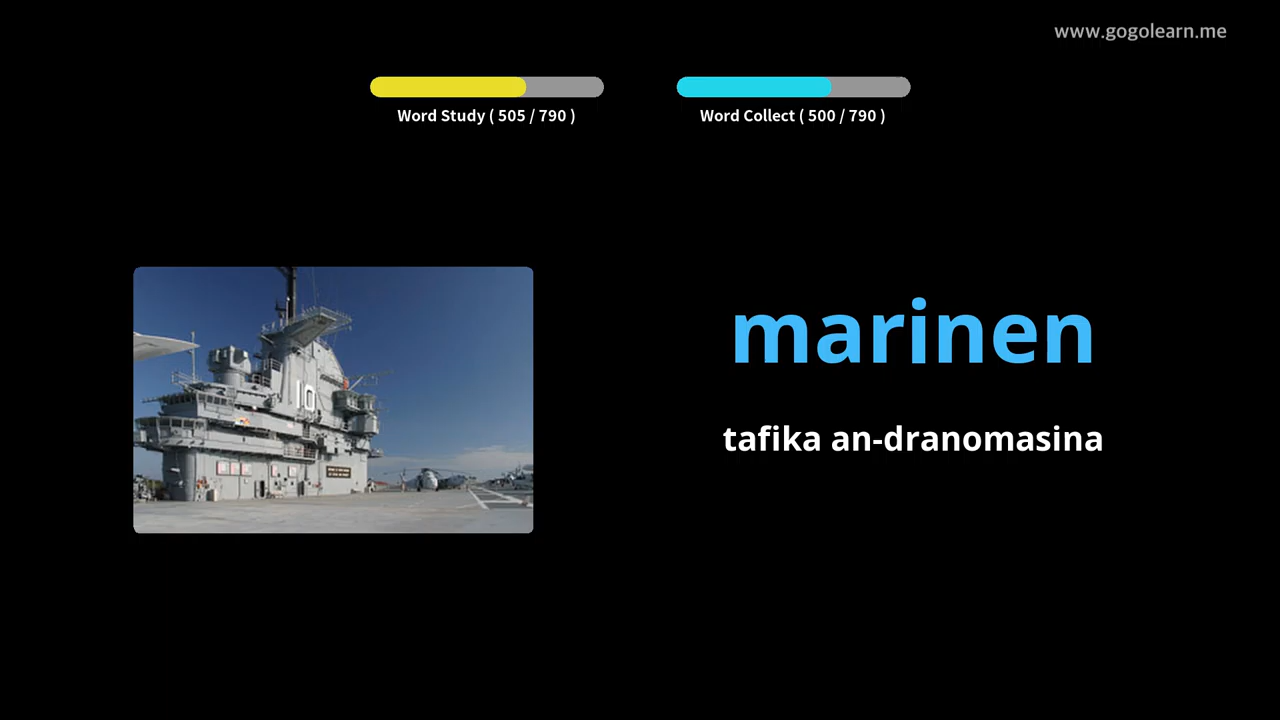 www.gogolearn.me
Word Study ( 505 / 790 )
Word Collect ( 500 / 790 )
10
marinen
tafika an-dranomasina